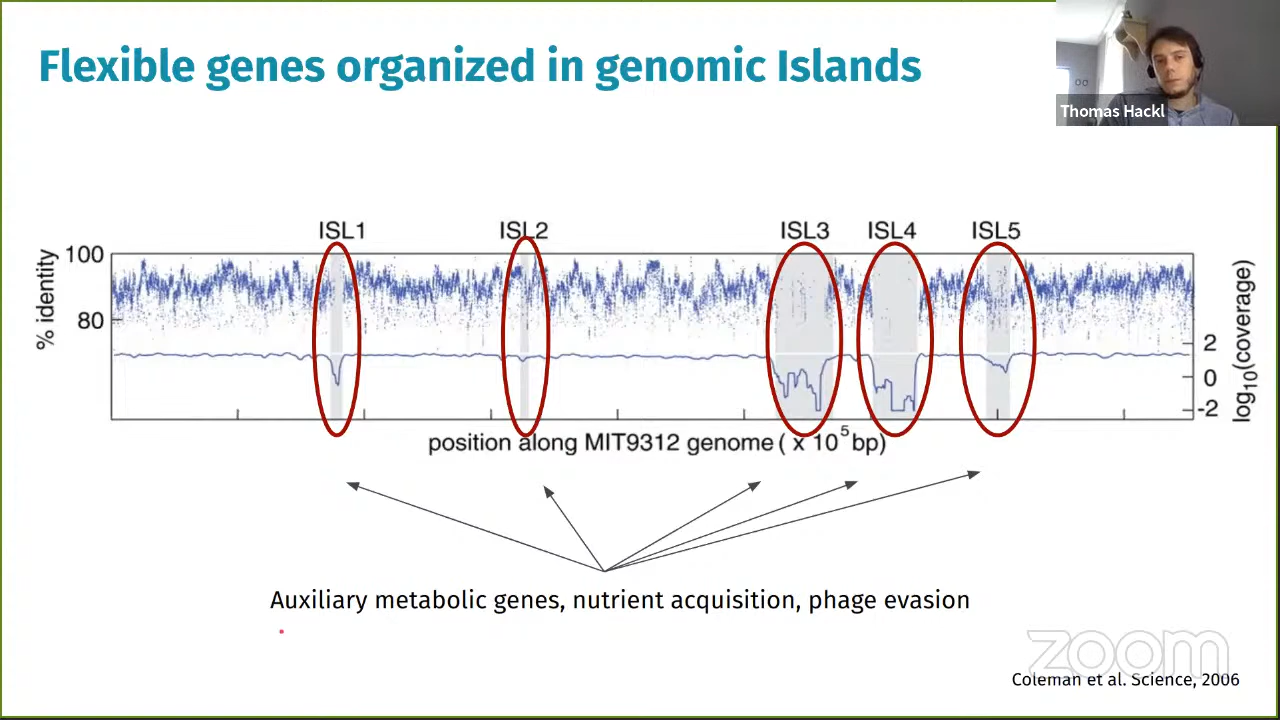 Flexible genes organized in genomic Islands
Thomas Hackl
ISL1 ISL2 ISL3 ISL4 ISL5
100
80
% identity
2
0
-2
log10(coverage)
position along MIT9312 genome ( x 10^5 bp)
Auxiliary metabolic genes, nutrient acquisition, phage evasion
zoom
Coleman et al. Science, 2006